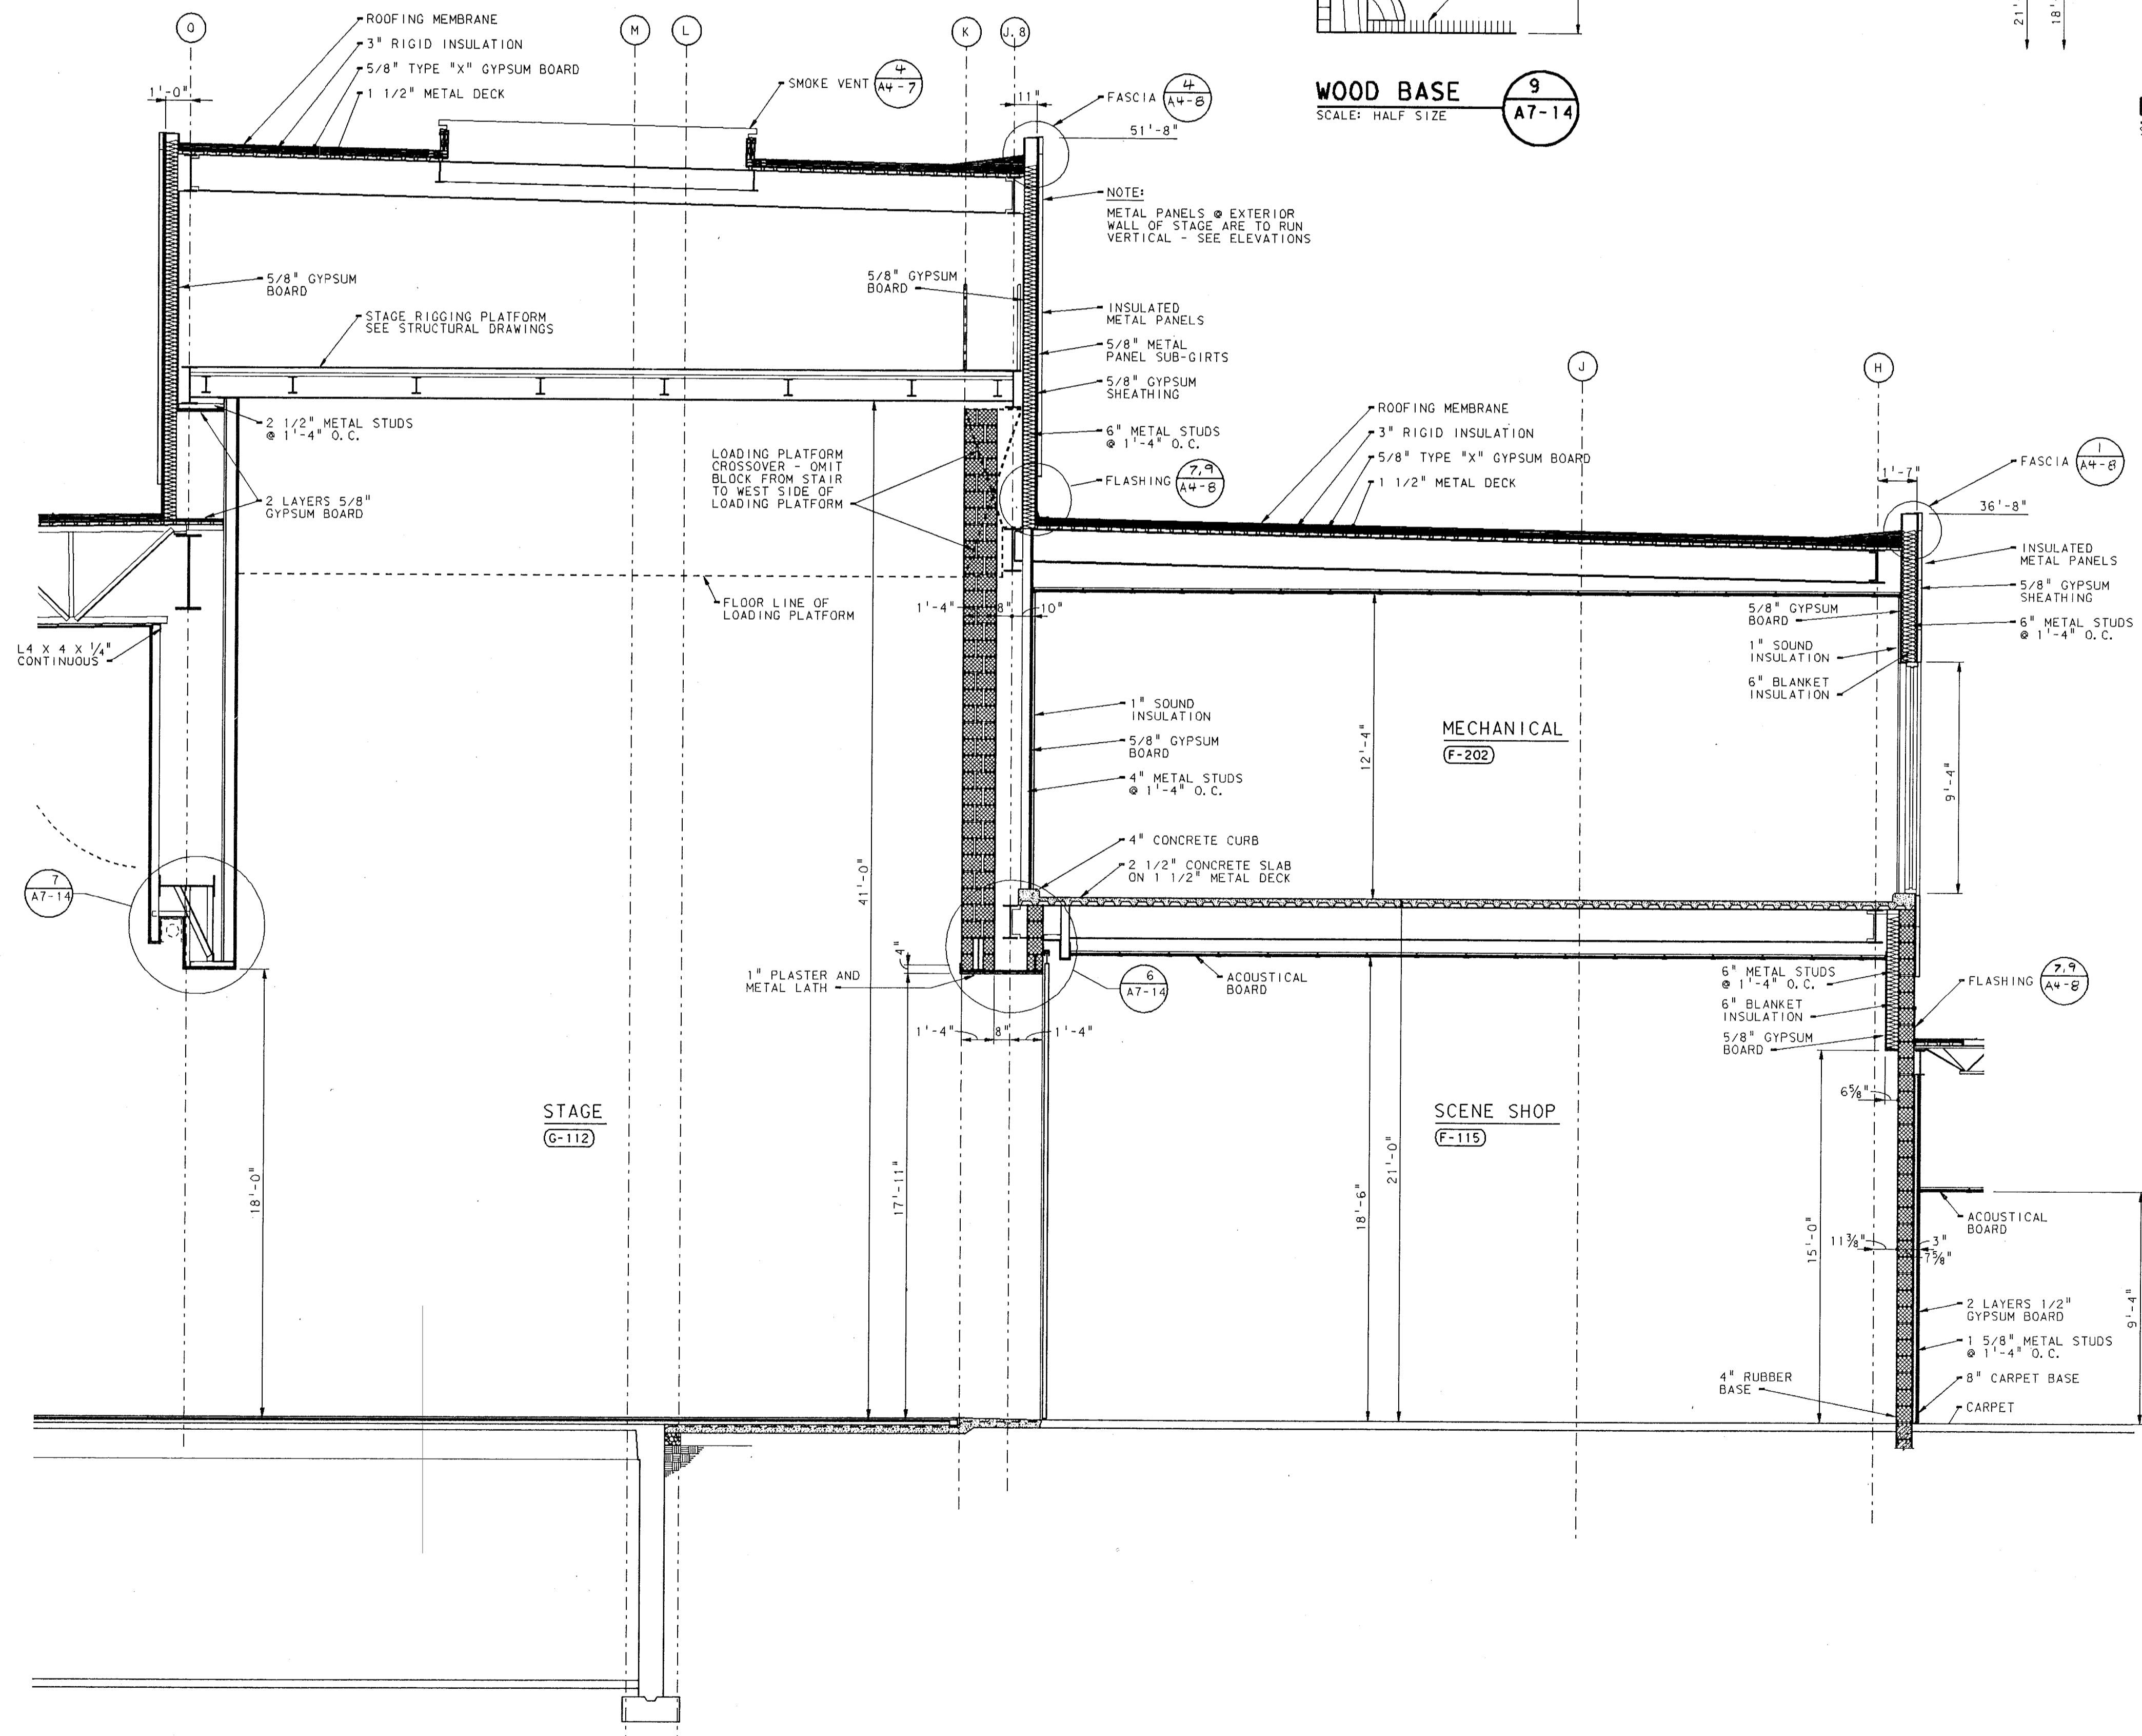 O
M
L
K
J.8
ROOFING MEMBRANE
3" RIGID INSULATION
5/8" TYPE "X" GYPSUM BOARD
1 1/2" METAL DECK
1'-0"
SMOKE VENT
4
A4-7
11"
FASCIA
4
A4-8
51'-8"
WOOD BASE
SCALE: HALF SIZE
9
A7-14
21'
18'
NOTE:
METAL PANELS @ EXTERIOR
WALL OF STAGE ARE TO RUN
VERTICAL - SEE ELEVATIONS
5/8" GYPSUM
BOARD
5/8" GYPSUM
BOARD
STAGE RIGGING PLATFORM
SEE STRUCTURAL DRAWINGS
INSULATED
METAL PANELS
5/8" METAL
PANEL SUB-GIRTS
5/8" GYPSUM
SHEATHING
6" METAL STUDS
@ 1'-4" O.C.
FLASHING
7,9
A4-8
J
H
ROOFING MEMBRANE
3" RIGID INSULATION
5/8" TYPE "X" GYPSUM BOARD
1 1/2" METAL DECK
1'-7"
FASCIA
1
A4-8
36'-8"
2 1/2" METAL STUDS
@ 1'-4" O.C.
2 LAYERS 5/8"
GYPSUM BOARD
LOADING PLATFORM
CROSSOVER - OMIT
BLOCK FROM STAIR
TO WEST SIDE OF
LOADING PLATFORM
FLOOR LINE OF
LOADING PLATFORM
1'-4"
8"
10"
L4 X 4 X 1/4"
CONTINUOUS
INSULATED
METAL PANELS
5/8" GYPSUM
SHEATHING
6" METAL STUDS
@ 1'-4" O.C.
5/8" GYPSUM
BOARD
1" SOUND
INSULATION
6" BLANKET
INSULATION
1" SOUND
INSULATION
5/8" GYPSUM
BOARD
4" METAL STUDS
@ 1'-4" O.C.
12'-4"
MECHANICAL
F-202
9'-4"
4" CONCRETE CURB
2 1/2" CONCRETE SLAB
ON 1 1/2" METAL DECK
7
A7-14
41'-0"
4"
1" PLASTER AND
METAL LATH
6
A7-14
ACOUSTICAL
BOARD
1'-4"
8"
1'-4"
6" METAL STUDS
@ 1'-4" O.C.
6" BLANKET
INSULATION
5/8" GYPSUM
BOARD
FLASHING
7,9
A4-8
6 5/8"
STAGE
G-112
SCENE SHOP
F-115
18'-0"
17'-11"
18'-6"
21'-0"
15'-0"
11 3/8"
3"
7 5/8"
ACOUSTICAL
BOARD
2 LAYERS 1/2"
GYPSUM BOARD
1 5/8" METAL STUDS
@ 1'-4" O.C.
8" CARPET BASE
CARPET
4" RUBBER
BASE
9'-4"